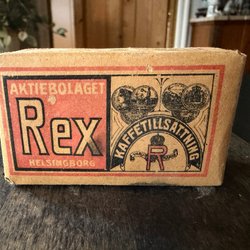 AKTIEBOLAGET
Rex
HELSINGBORG
KAFFETILLSATTNING
R